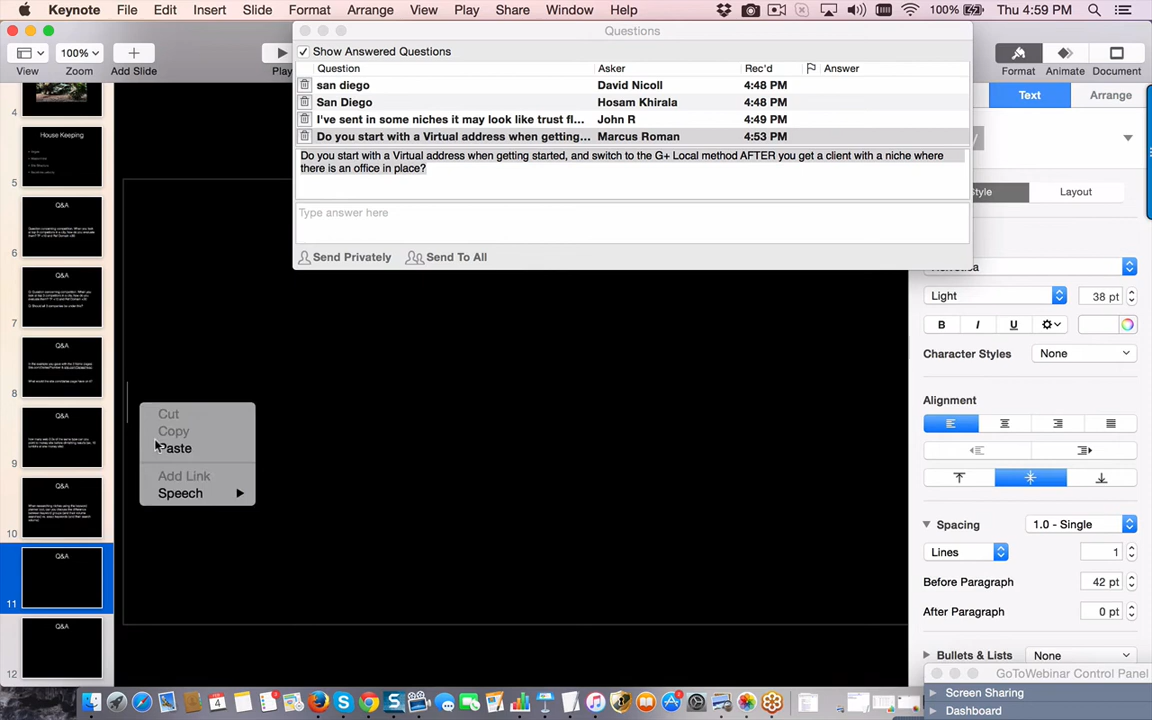 Keynote File Edit Insert Slide Format Arrange View Play Share Window Help 100% Thu 4:59 PM
100%
View Zoom Add Slide Play
Format Animate Document
Questions
Show Answered Questions
Question Asker Rec'd Answer
san diego David Nicoll 4:48 PM
San Diego Hosam Khirala 4:48 PM
I've sent in some niches it may look like trust fl... John R 4:49 PM
Do you start with a Virtual address when getting... Marcus Roman 4:53 PM
Do you start with a Virtual address when getting started, and switch to the G+ Local method AFTER you get a client with a niche where
there is an office in place?
Type answer here
Send Privately Send To All
4
House Keeping
5
Q&A
6
Q&A
7
Q&A
8
Q&A
9
Q&A
10
Q&A
11
Q&A
12
Cut
Copy
Paste
Add Link
Speech
Text Arrange
Style Layout
Helvetica
Light 38 pt
B I U
Character Styles None
Alignment
Spacing 1.0 - Single
Lines 1
Before Paragraph 42 pt
After Paragraph 0 pt
Bullets & Lists None
GoToWebinar Control Panel
Screen Sharing
Dashboard